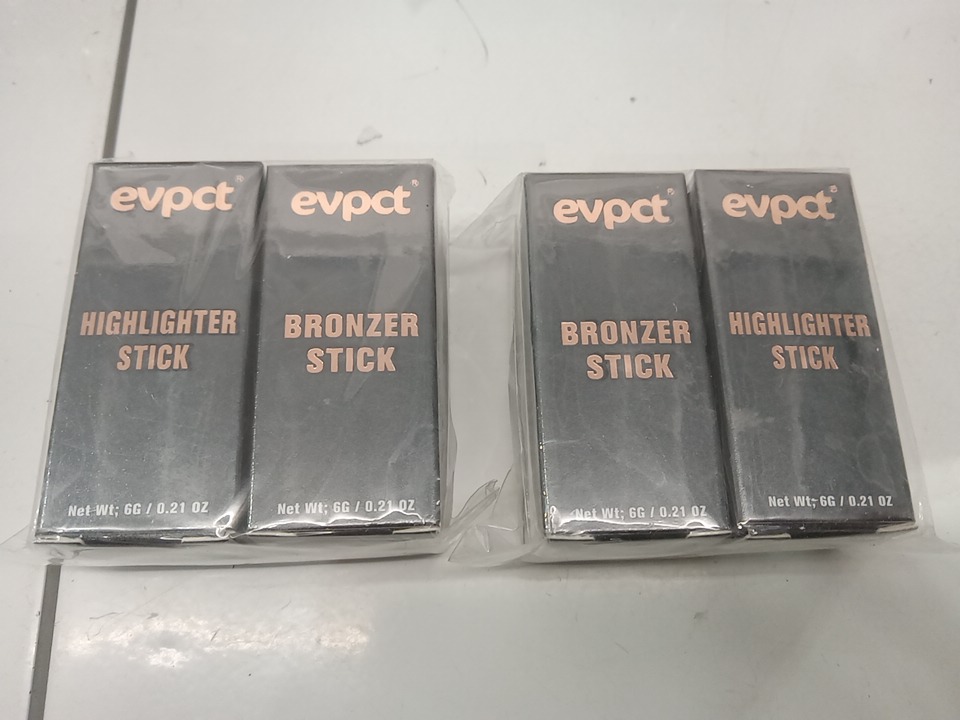 evpct®
HIGHLIGHTER
STICK
Net Wt; 6G / 0.21 OZ
evpct®
BRONZER
STICK
Net Wt; 6G / 0.21 OZ
evpct®
BRONZER
STICK
Net Wt; 6G / 0.21 OZ
evpct®
HIGHLIGHTER
STICK
Net Wt; 6G / 0.21 OZ